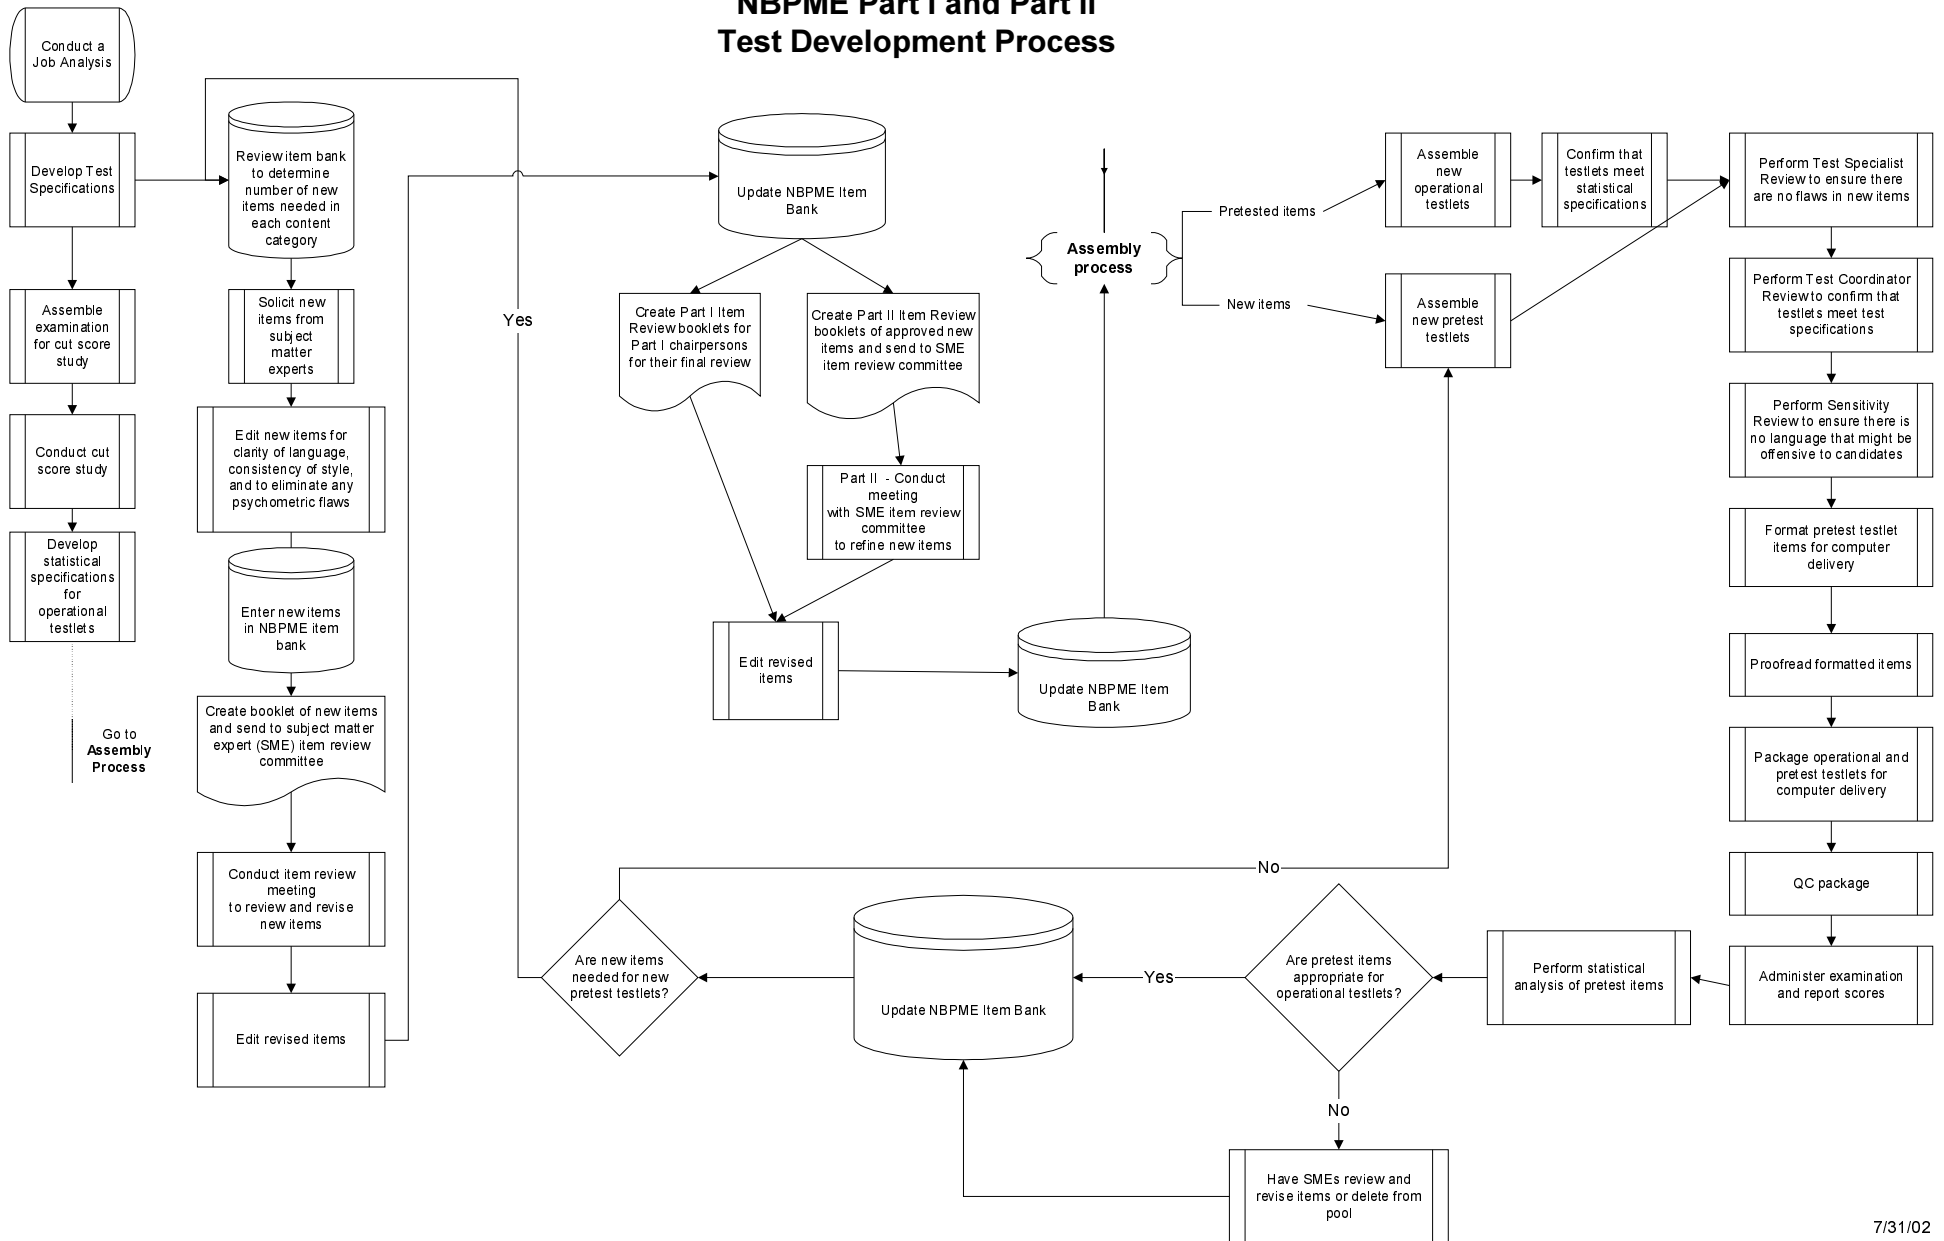 NBPME Part I and Part II
Test Development Process
Conduct a
Job Analysis
Develop Test
Specifications
Assemble
examination
for cut score
study
Conduct cut
score study
Develop
statistical
specifications
for
operational
testlets
Go to
Assembly
Process
Review item bank
to determine
number of new
items needed in
each content
category
Solicit new
items from
subject
matter
experts
Edit new items for
clarity of language,
consistency of style,
and to eliminate any
psychometric flaws
Enter new items
in NBPME item
bank
Create booklet of new items
and send to subject matter
expert (SME) item review
committee
Conduct item review
meeting
to review and revise
new items
Edit revised items
Yes
Update NBPME Item
Bank
Create Part I Item
Review booklets for
Part I chairpersons
for their final review
Create Part II Item Review
booklets of approved new
items and send to SME
item review committee
Part II - Conduct
meeting
with SME item review
committee
to refine new items
Edit revised
items
Update NBPME Item
Bank
Assembly
process
Pretested items
New items
Assemble
new
operational
testlets
Confirm that
testlets meet
statistical
specifications
Assemble
new pretest
testlets
Perform Test Specialist
Review to ensure there
are no flaws in new items
Perform Test Coordinator
Review to confirm that
testlets meet test
specifications
Perform Sensitivity
Review to ensure there is
no language that might be
offensive to candidates
Format pretest testlet
items for computer
delivery
Proofread formatted items
Package operational and
pretest testlets for
computer delivery
QC package
Administer examination
and report scores
Perform statistical
analysis of pretest items
Are pretest items
appropriate for
operational testlets?
Yes
No
Have SMEs review and
revise items or delete from
pool
Update NBPME Item Bank
Are new items
needed for new
pretest testlets?
No
7/31/02